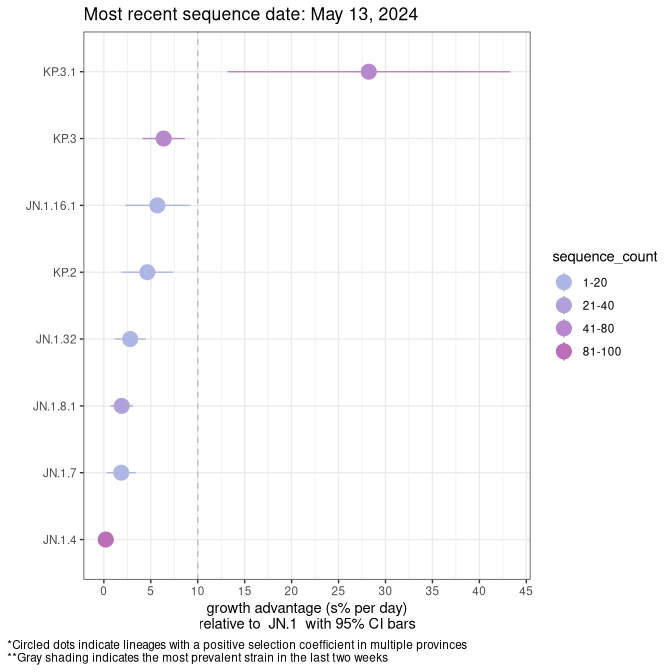 Most recent sequence date: May 13, 2024
KP.3.1
KP.3
JN.1.16.1
KP.2
JN.1.32
JN.1.8.1
JN.1.7
JN.1.4
0 5 10 15 20 25 30 35 40 45
growth advantage (s% per day)
relative to JN.1 with 95% CI bars
sequence_count
1-20
21-40
41-80
81-100
*Circled dots indicate lineages with a positive selection coefficient in multiple provinces
**Gray shading indicates the most prevalent strain in the last two weeks